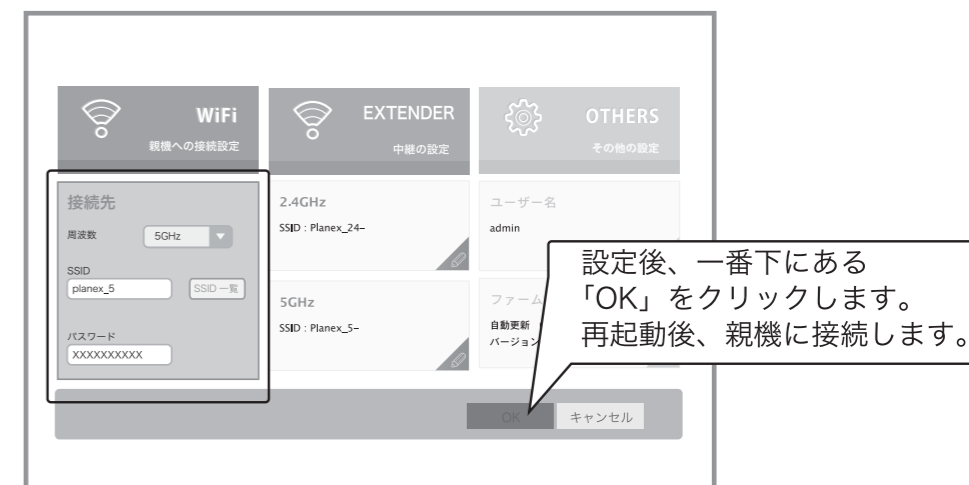 WiFi
親機への接続設定
EXTENDER
中継の設定
OTHERS
その他の設定
接続先
周波数
5GHz
SSID
planex_5
SSID 一覧
パスワード
XXXXXXXXXX
2.4GHz
SSID : Planex_24–
5GHz
SSID : Planex_5–
ユーザー名
admin
ファーム
自動更新
バージョン
設定後、一番下にある
「OK」をクリックします。
再起動後、親機に接続します。
OK
キャンセル